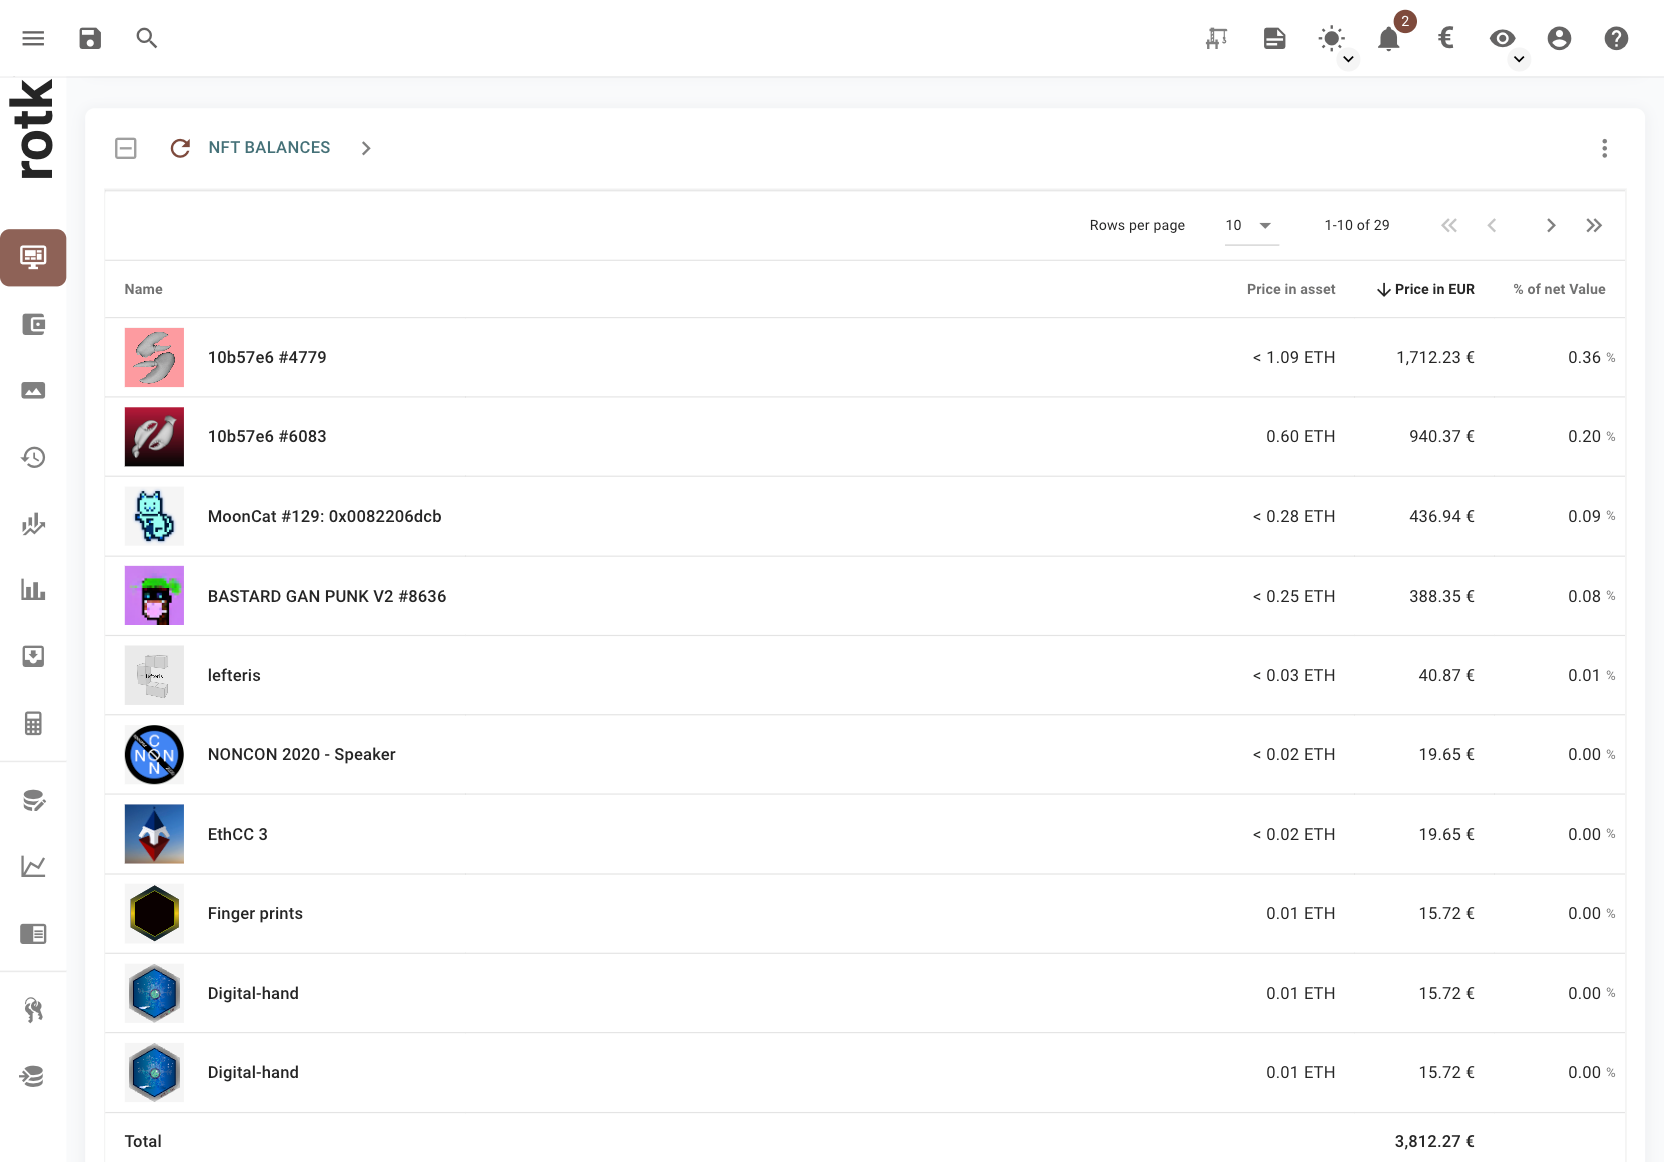 2
€
rotk
NFT BALANCES
Rows per page 10 1-10 of 29
Name Price in asset Price in EUR % of net Value
10b57e6 #4779 < 1.09 ETH 1,712.23 € 0.36 %
10b57e6 #6083 0.60 ETH 940.37 € 0.20 %
MoonCat #129: 0x0082206dcb < 0.28 ETH 436.94 € 0.09 %
BASTARD GAN PUNK V2 #8636 < 0.25 ETH 388.35 € 0.08 %
lefteris
lefteris < 0.03 ETH 40.87 € 0.01 %
C
NON
N
NONCON 2020 - Speaker < 0.02 ETH 19.65 € 0.00 %
EthCC 3 < 0.02 ETH 19.65 € 0.00 %
Finger prints 0.01 ETH 15.72 € 0.00 %
Digital-hand 0.01 ETH 15.72 € 0.00 %
Digital-hand 0.01 ETH 15.72 € 0.00 %
Total 3,812.27 €